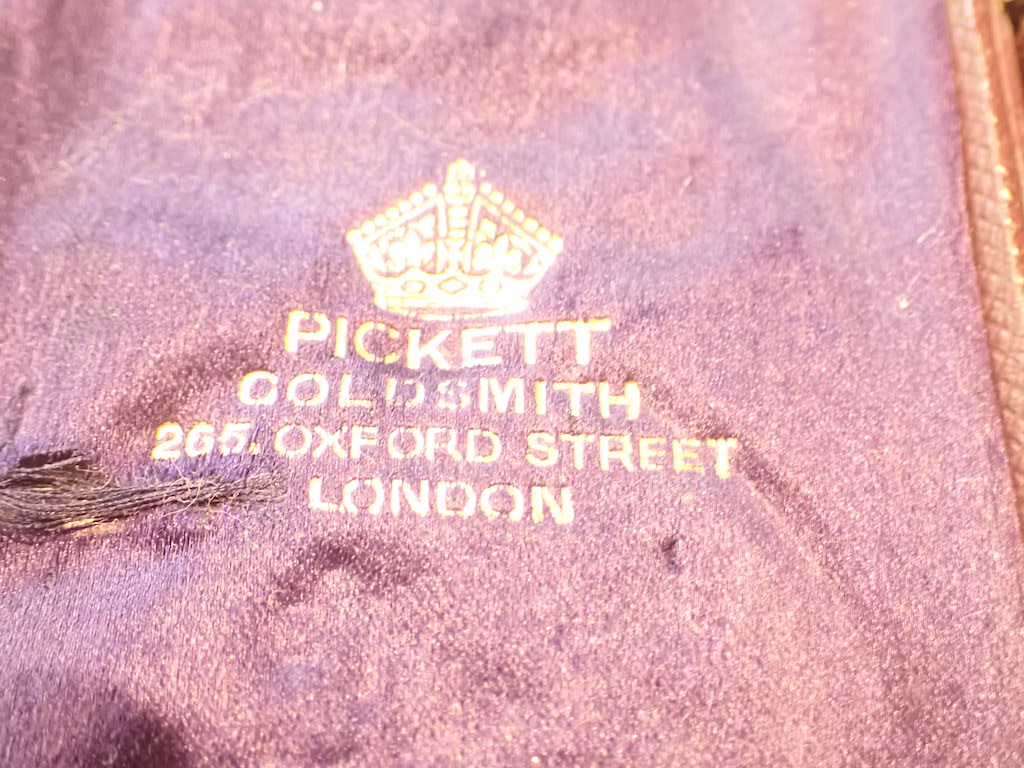 PICKETT
GOLDSMITH
265. OXFORD STREET
LONDON